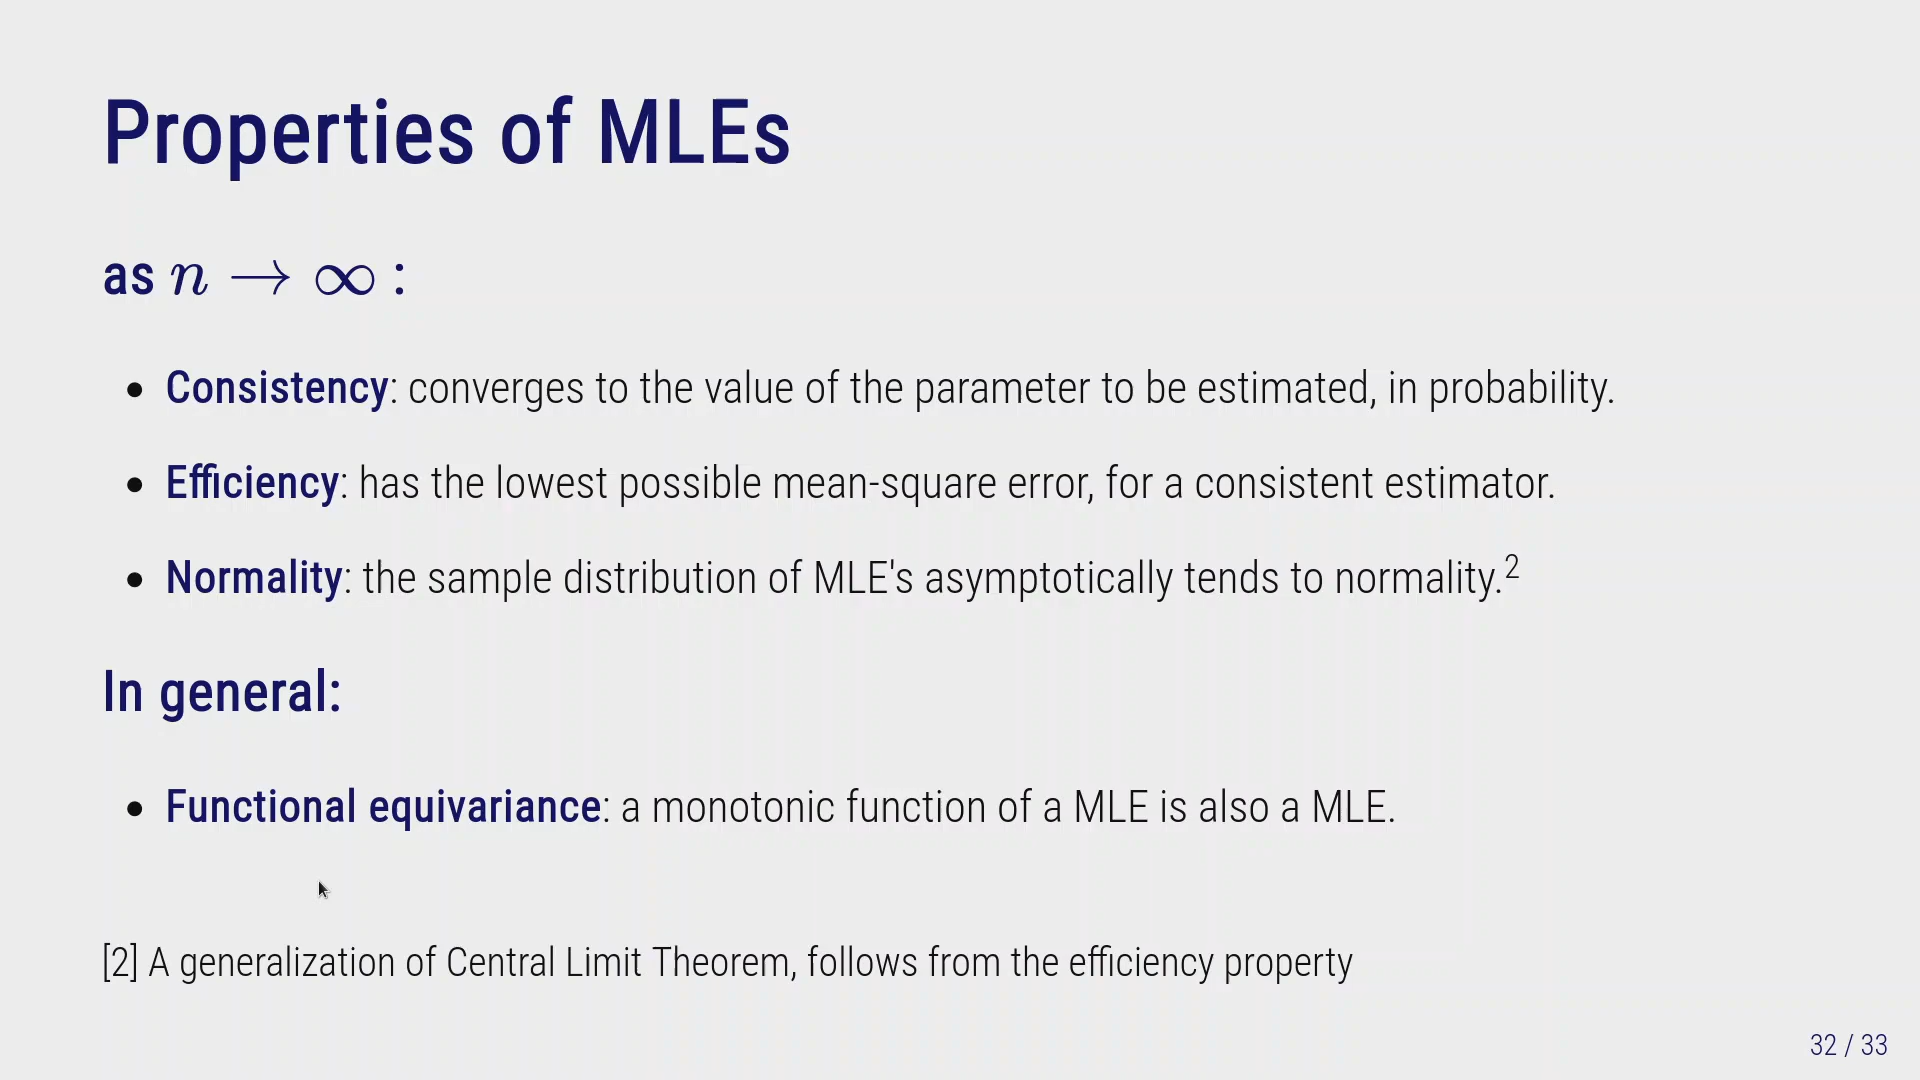 Properties of MLEs
as n → ∞ :
• Consistency: converges to the value of the parameter to be estimated, in probability.
• Efficiency: has the lowest possible mean-square error, for a consistent estimator.
• Normality: the sample distribution of MLE's asymptotically tends to normality.²
In general:
• Functional equivariance: a monotonic function of a MLE is also a MLE.
[2] A generalization of Central Limit Theorem, follows from the efficiency property
32 / 33